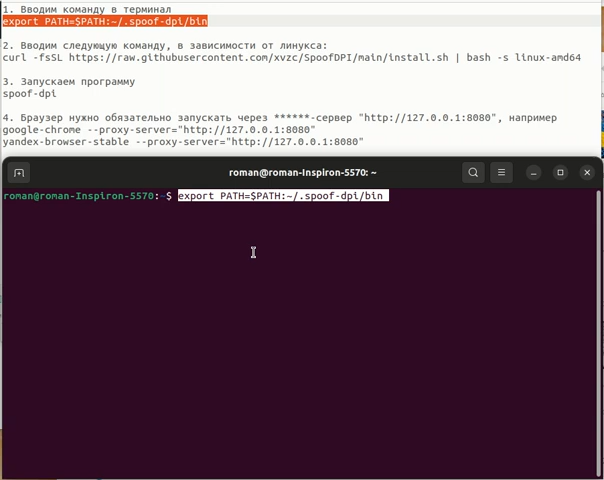 1. Вводим команду в терминал
export PATH=$PATH:~/.spoof-dpi/bin
2. Вводим следующую команду, в зависимости от линукса:
curl -fsSL https://raw.githubusercontent.com/xvzc/SpoofDPI/main/install.sh | bash -s linux-amd64
3. Запускаем программу
spoof-dpi
4. Браузер нужно обязательно запускать через ******-сервер "http://127.0.0.1:8080", например
google-chrome --proxy-server="http://127.0.0.1:8080"
yandex-browser-stable --proxy-server="http://127.0.0.1:8080"
roman@roman-Inspiron-5570: ~
roman@roman-Inspiron-5570:~$ export PATH=$PATH:~/.spoof-dpi/bin